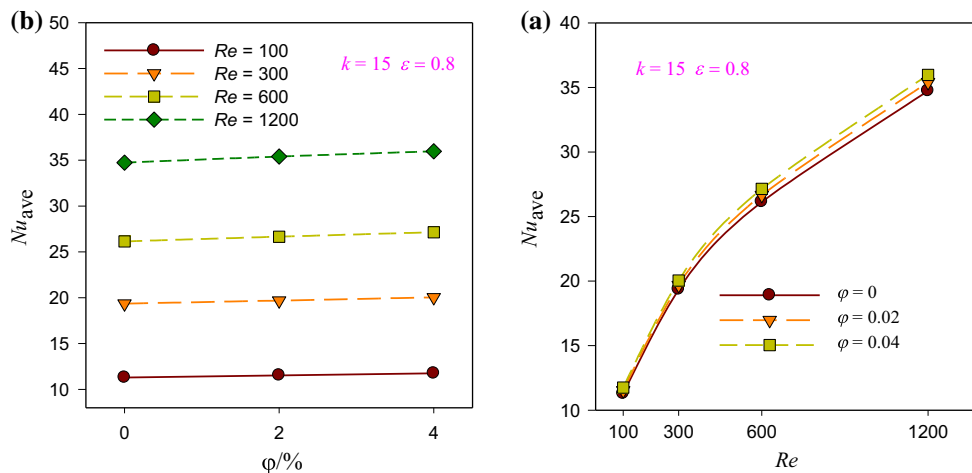 (b)
50
45
40
35
30
25
20
15
10
Nu_ave
Re = 100
Re = 300
Re = 600
Re = 1200
k = 15 ε = 0.8
0 2 4
φ/%
(a)
40
35
30
25
20
15
10
Nu_ave
k = 15 ε = 0.8
φ = 0
φ = 0.02
φ = 0.04
100 300 600 1200
Re